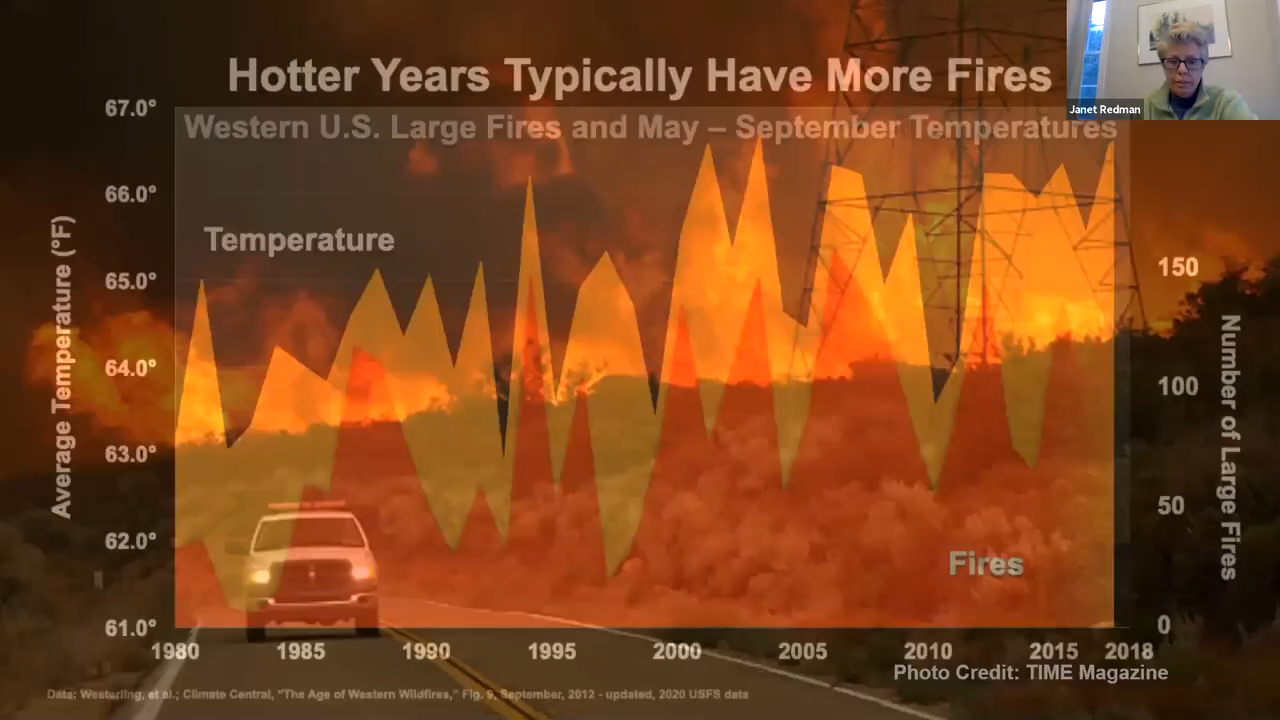 Hotter Years Typically Have More Fires
Western U.S. Large Fires and May – September Temperatures
Janet Redman
67.0°
66.0°
65.0°
64.0°
63.0°
62.0°
61.0°
Average Temperature (°F)
Temperature
Fires
150
100
50
0
Number of Large Fires
1980 1985 1990 1995 2000 2005 2010 2015 2018
Photo Credit: TIME Magazine
Data: Westerling, et al.; Climate Central, "The Age of Western Wildfires," Fig. 9, September, 2012 - updated, 2020 USFS data